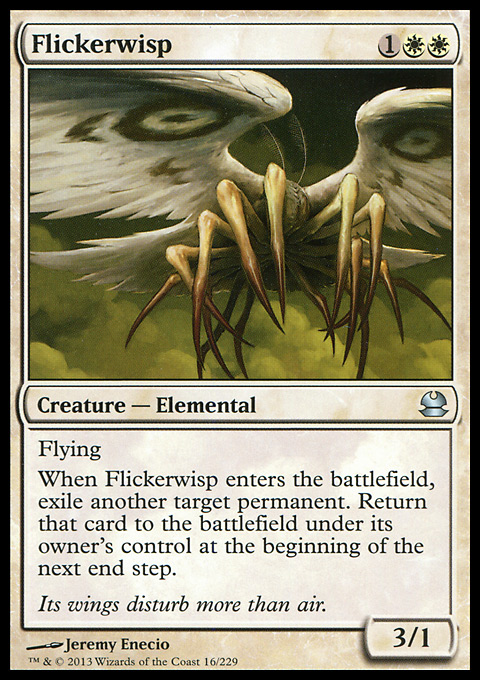 Flickerwisp 1
Creature — Elemental
Flying
When Flickerwisp enters the battlefield,
exile another target permanent. Return
that card to the battlefield under its
owner's control at the beginning of the
next end step.
Its wings disturb more than air.
Jeremy Enecio
3/1
™ & © 2013 Wizards of the Coast 16/229